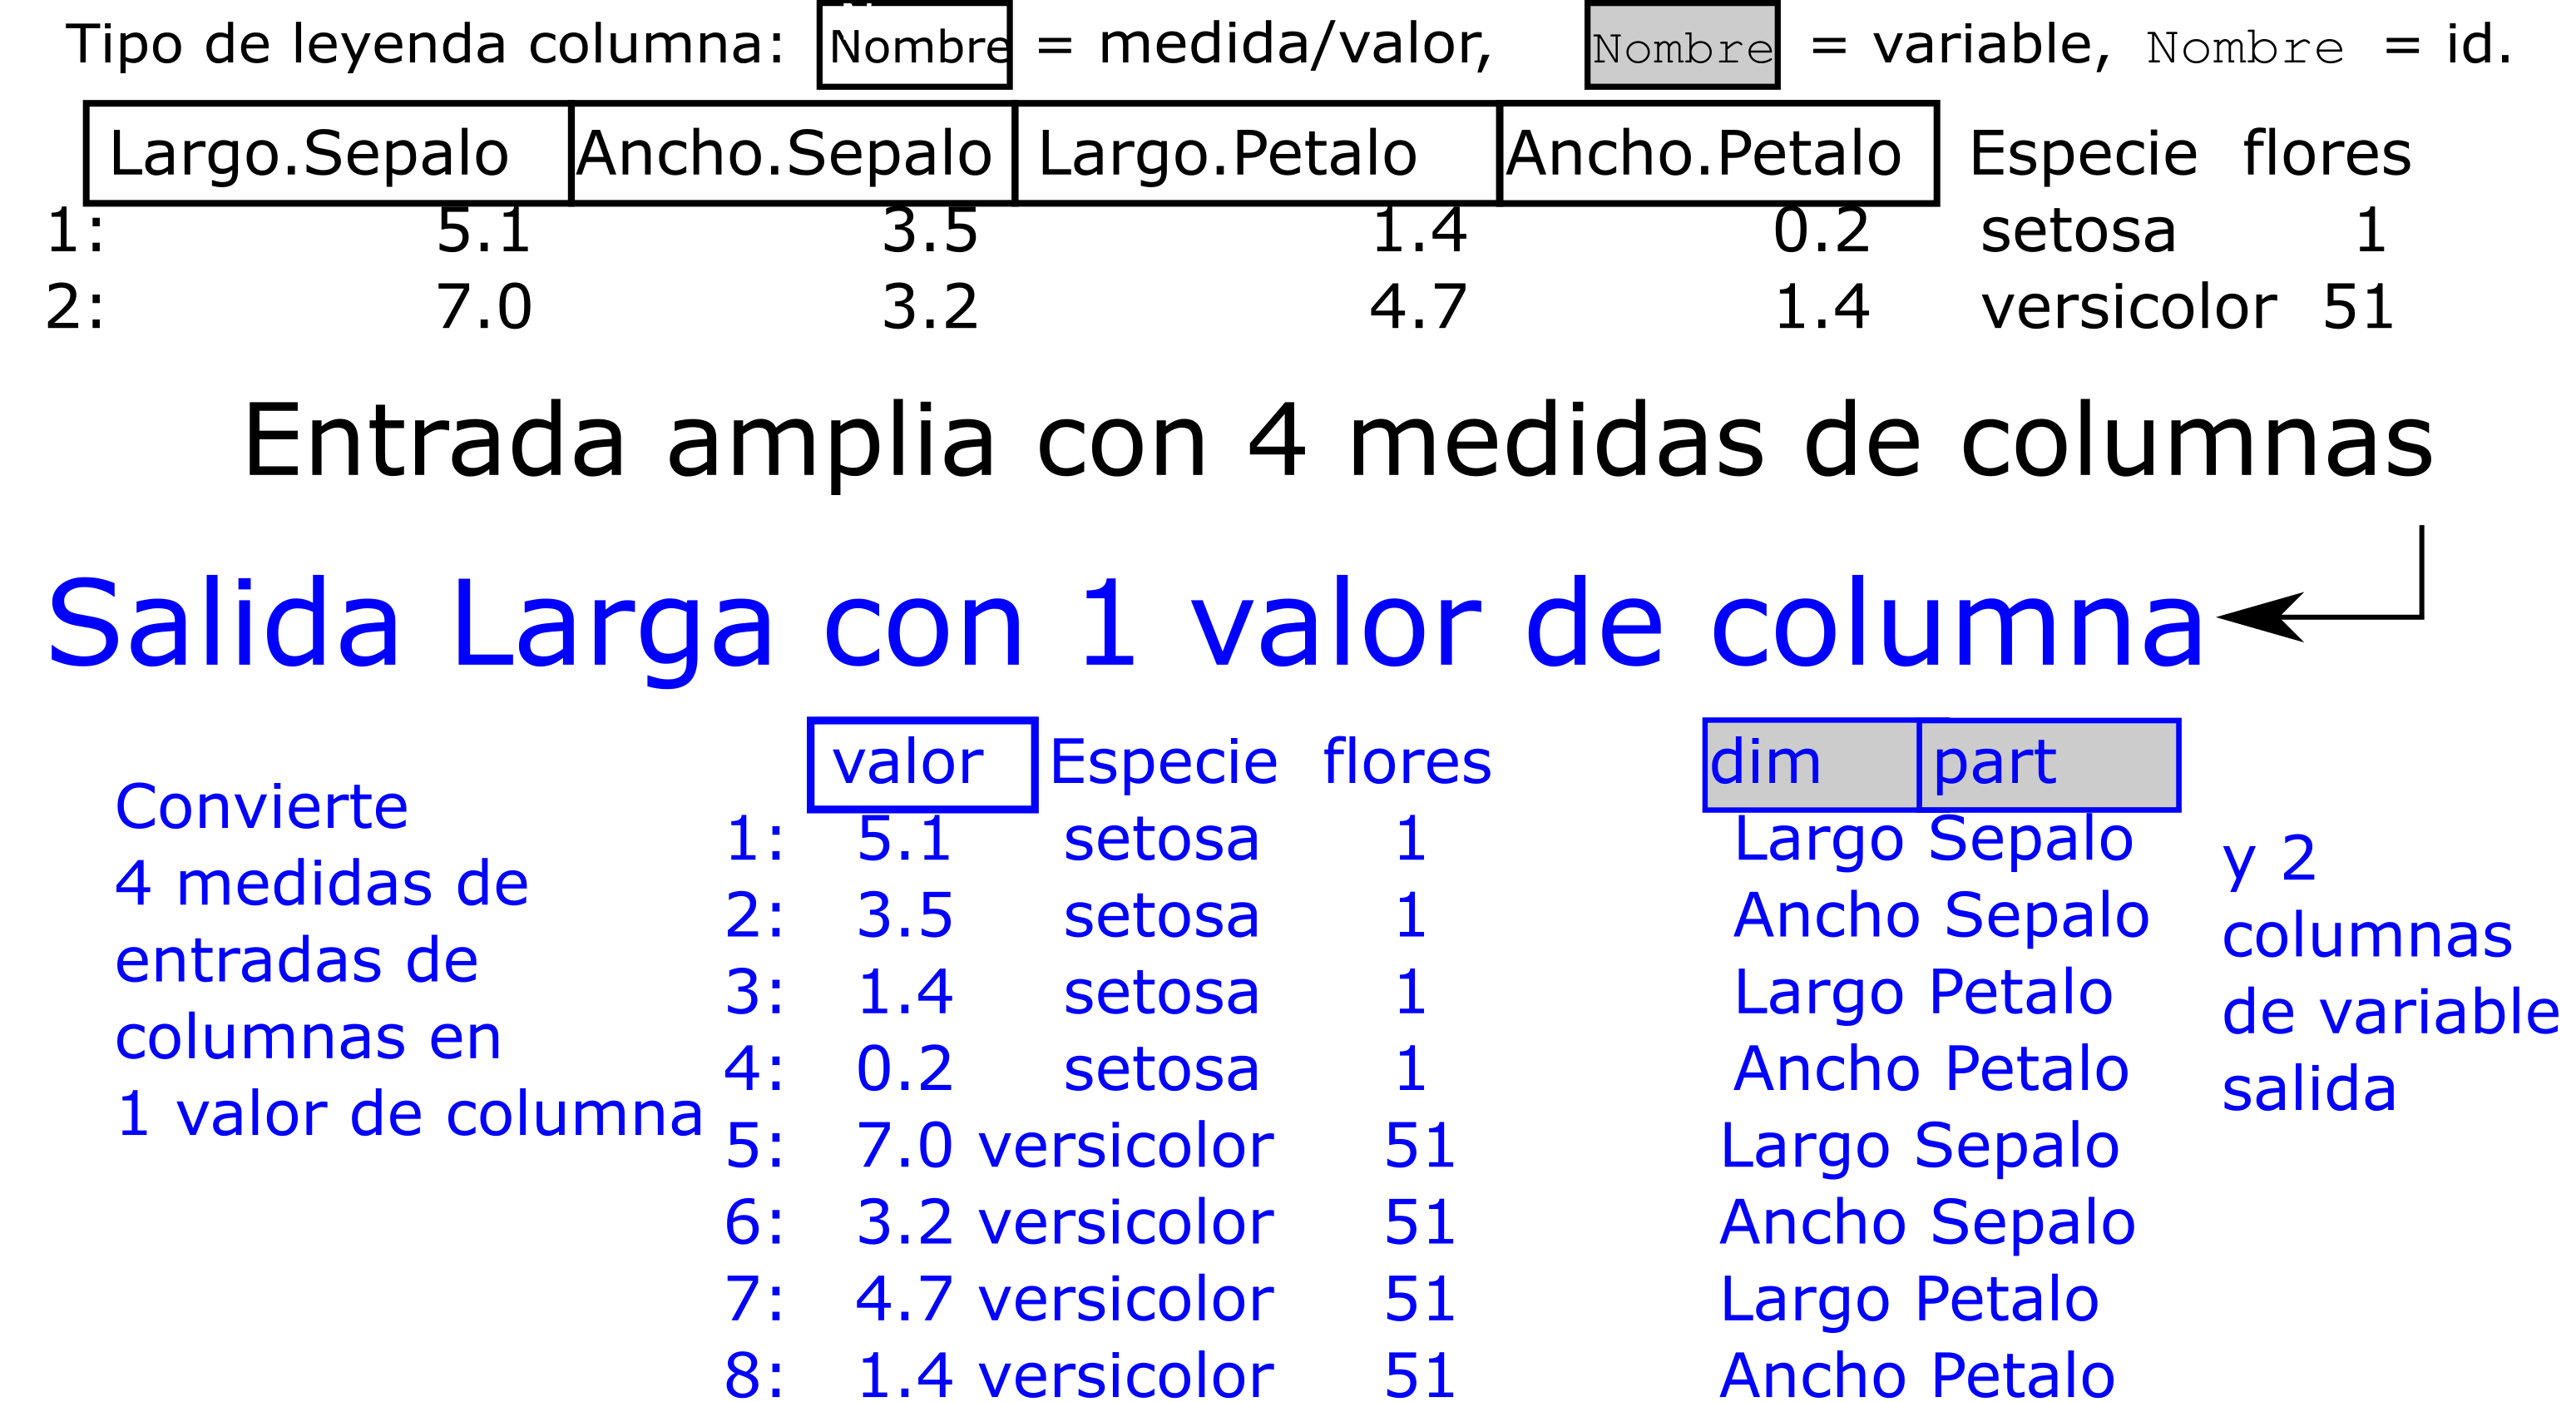 Tipo de leyenda columna: Nombre = medida/valor, Nombre = variable, Nombre = id.
Largo.Sepalo Ancho.Sepalo Largo.Petalo Ancho.Petalo Especie flores
1: 5.1 3.5 1.4 0.2 setosa 1
2: 7.0 3.2 4.7 1.4 versicolor 51
Entrada amplia con 4 medidas de columnas
Salida Larga con 1 valor de columna
Convierte
4 medidas de
entradas de
columnas en
1 valor de columna
valor Especie flores dim part
1: 5.1 setosa 1 Largo Sepalo
2: 3.5 setosa 1 Ancho Sepalo
3: 1.4 setosa 1 Largo Petalo
4: 0.2 setosa 1 Ancho Petalo
5: 7.0 versicolor 51 Largo Sepalo
6: 3.2 versicolor 51 Ancho Sepalo
7: 4.7 versicolor 51 Largo Petalo
8: 1.4 versicolor 51 Ancho Petalo
y 2
columnas
de variable
salida